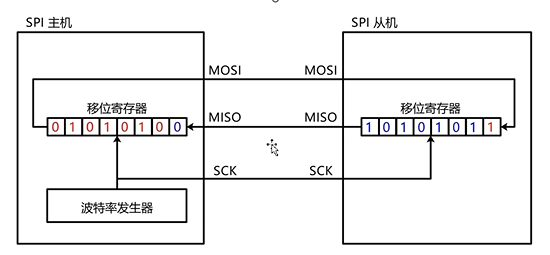 SPI 主机
SPI 从机
MOSI
MOSI
移位寄存器
移位寄存器
0 1 0 1 0 1 0 0
MISO
MISO
1 0 1 0 1 0 1 1
SCK
SCK
波特率发生器